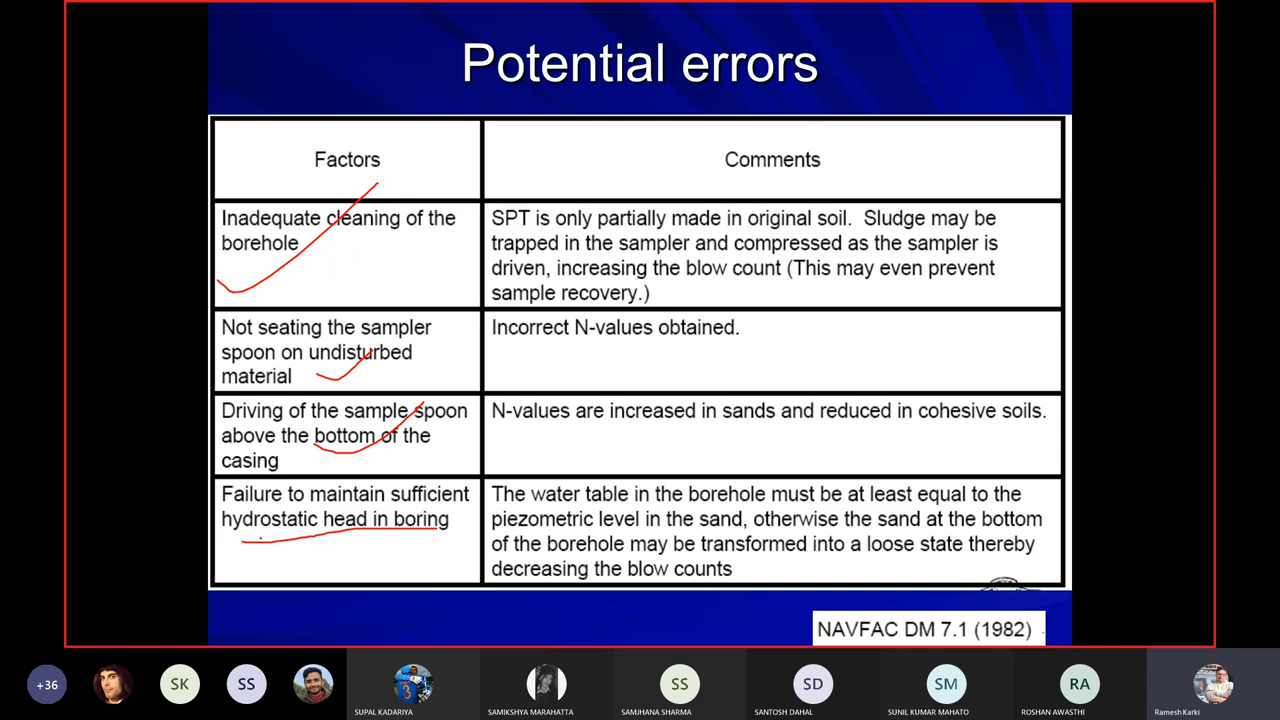 Potential errors
Factors
Comments
Inadequate cleaning of the
borehole
SPT is only partially made in original soil. Sludge may be
trapped in the sampler and compressed as the sampler is
driven, increasing the blow count (This may even prevent
sample recovery.)
Not seating the sampler
spoon on undisturbed
material
Incorrect N-values obtained.
Driving of the sample spoon
above the bottom of the
casing
N-values are increased in sands and reduced in cohesive soils.
Failure to maintain sufficient
hydrostatic head in boring
The water table in the borehole must be at least equal to the
piezometric level in the sand, otherwise the sand at the bottom
of the borehole may be transformed into a loose state thereby
decreasing the blow counts
NAVFAC DM 7.1 (1982)
+36
SK
SS
SS
SD
SM
RA
SUPAL KADARIYA
SAMIKSHYA MARAHATTA
SAMJHANA SHARMA
SANTOSH DAHAL
SUNIL KUMAR MAHATO
ROSHAN AWASTHI
Ramesh Karki